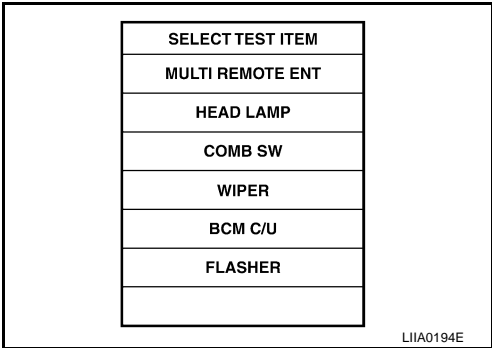 SELECT TEST ITEM
MULTI REMOTE ENT
HEAD LAMP
COMB SW
WIPER
BCM C/U
FLASHER
LIIA0194E